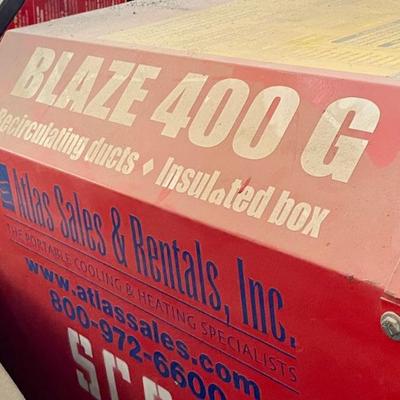 BLAZE 400 G
Recirculating ducts ♦ Insulated box
Atlas Sales & Rentals, Inc.
THE PORTABLE COOLING & HEATING SPECIALISTS
www.atlassales.com
800-972-6600